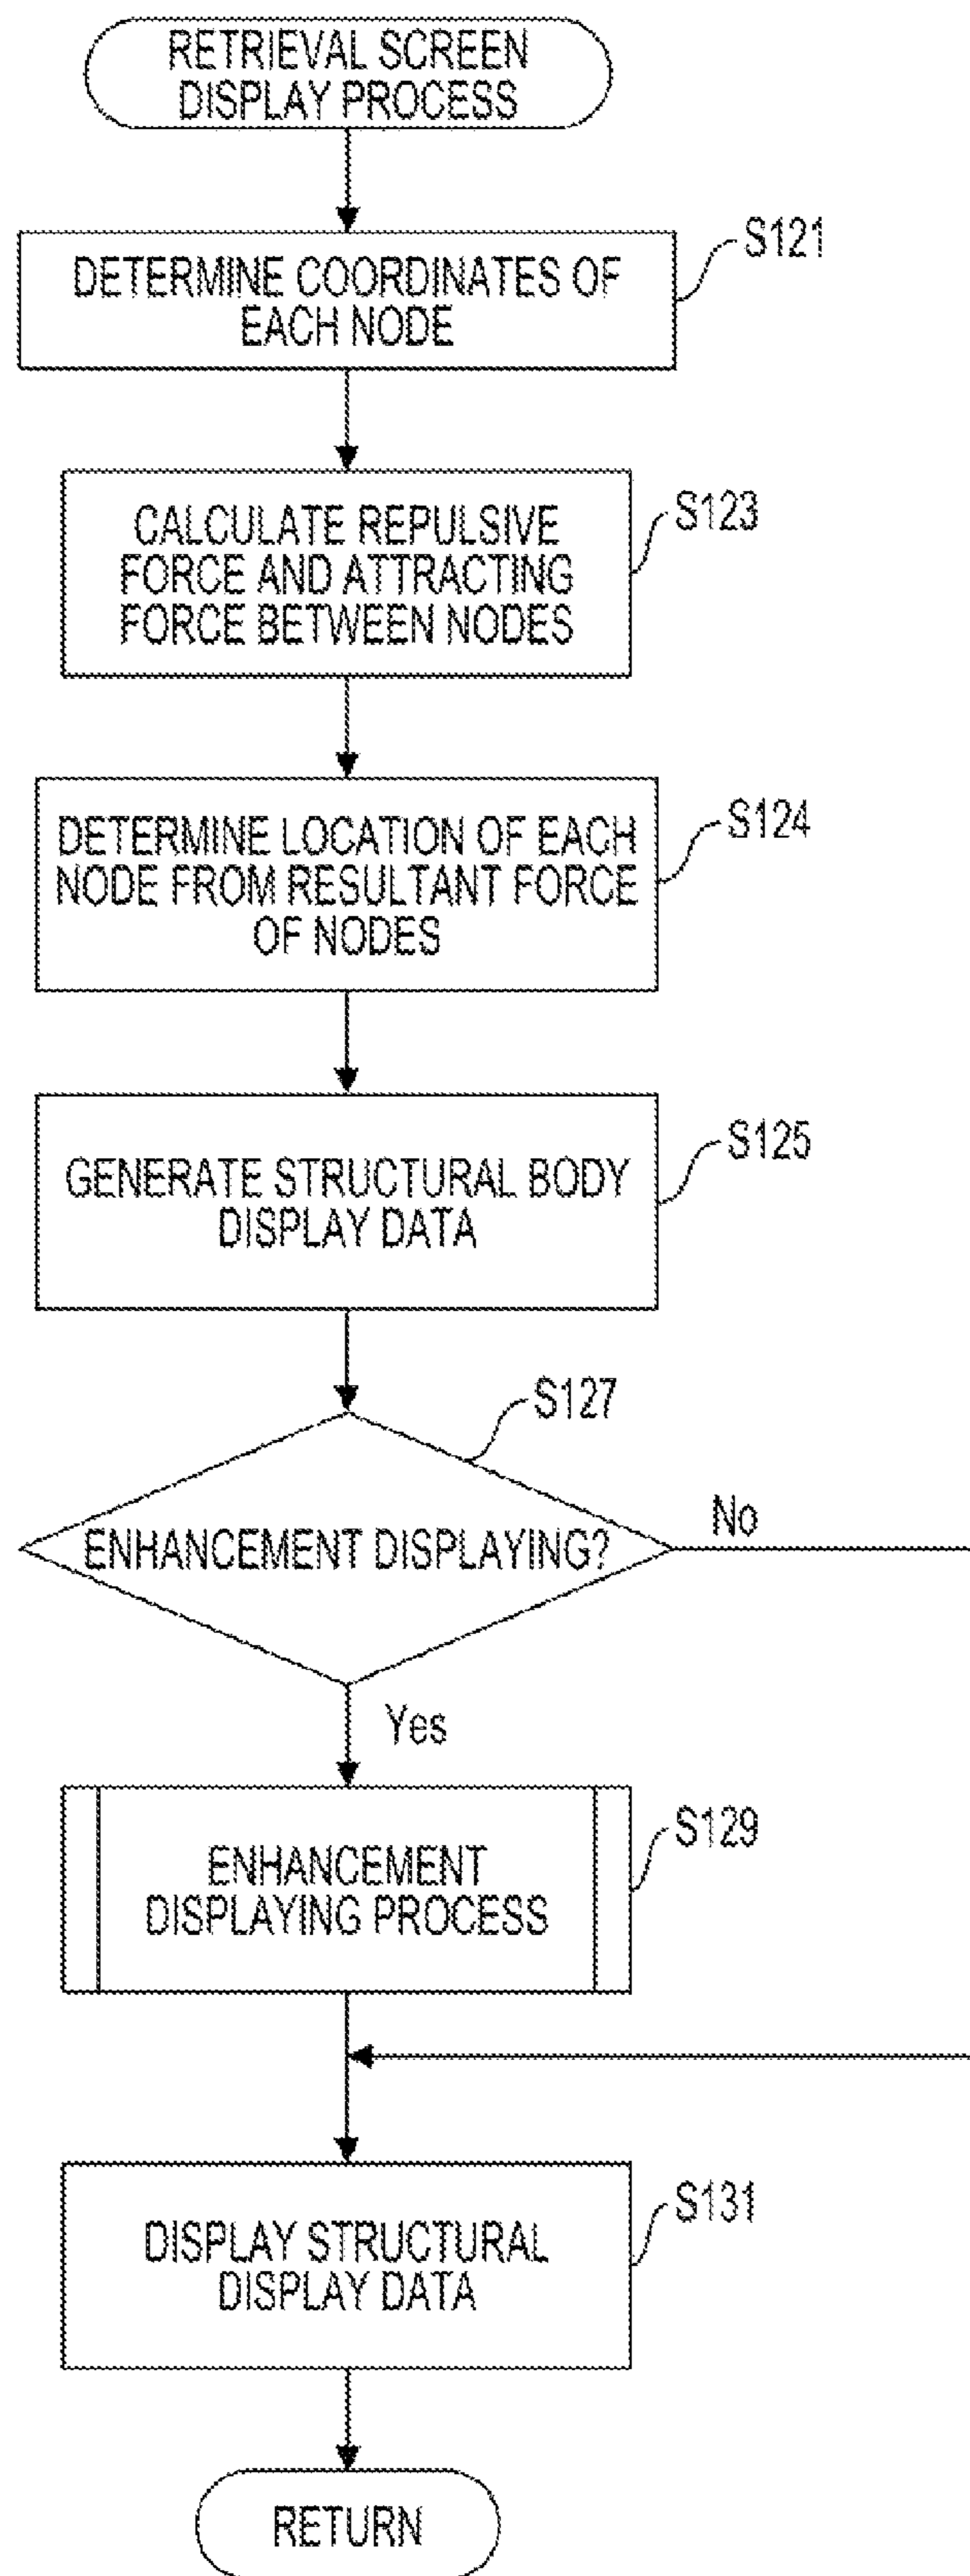 RETRIEVAL SCREEN
DISPLAY PROCESS
S121
DETERMINE COORDINATES OF
EACH NODE
S123
CALCULATE REPULSIVE
FORCE AND ATTRACTING
FORCE BETWEEN NODES
S124
DETERMINE LOCATION OF EACH
NODE FROM RESULTANT FORCE
OF NODES
S125
GENERATE STRUCTURAL BODY
DISPLAY DATA
S127
ENHANCEMENT DISPLAYING?
No
Yes
S129
ENHANCEMENT
DISPLAYING PROCESS
S131
DISPLAY STRUCTURAL
DISPLAY DATA
RETURN